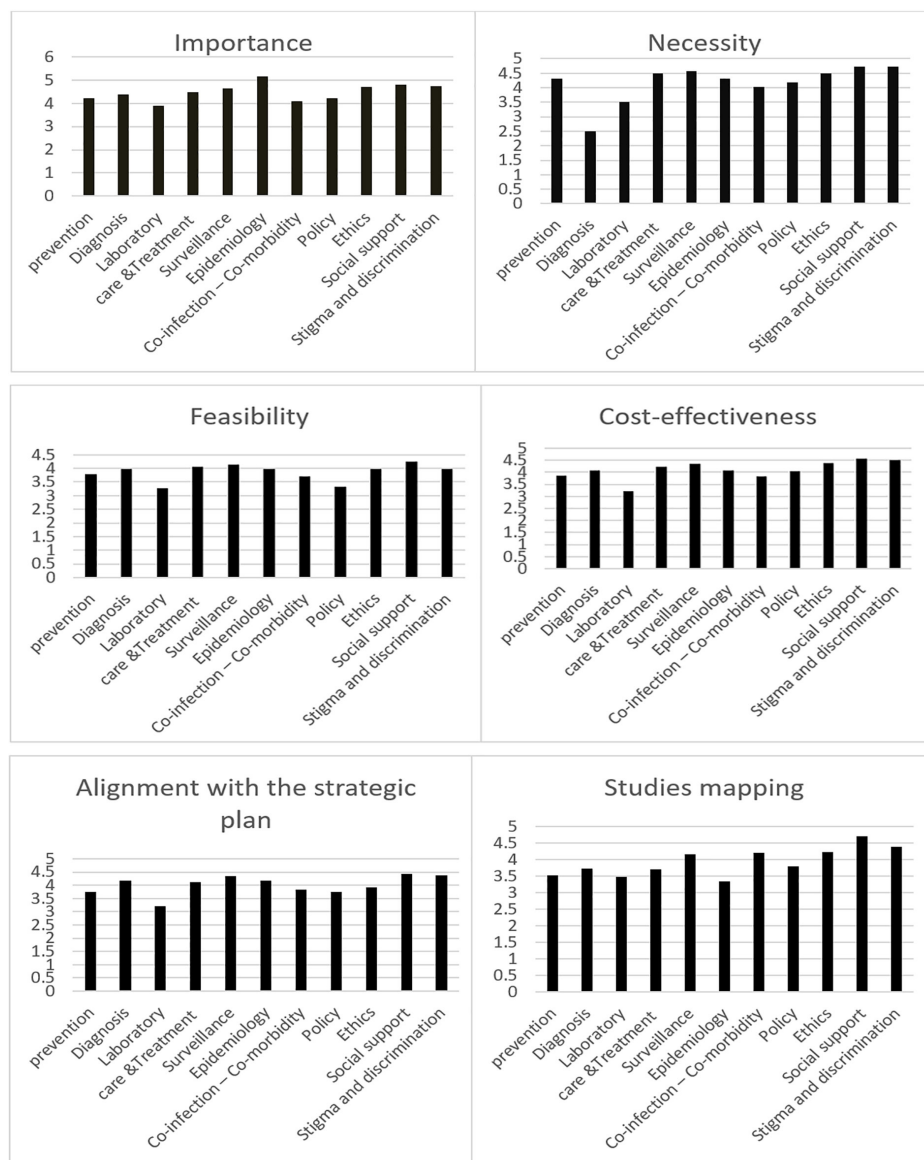 Importance
6
5
4
3
2
1
0
prevention
Diagnosis
Laboratory
care &Treatment
Surveillance
Epidemiology
Co-infection – Co-morbidity
Policy
Ethics
Social support
Stigma and discrimination
Necessity
5
4.5
4
3.5
3
2.5
2
1.5
1
0.5
0
prevention
Diagnosis
Laboratory
care &Treatment
Surveillance
Epidemiology
Co-infection – Co-morbidity
Policy
Ethics
Social support
Stigma and discrimination
Feasibility
4.5
4
3.5
3
2.5
2
1.5
1
0.5
0
prevention
Diagnosis
Laboratory
care &Treatment
Surveillance
Epidemiology
Co-infection – Co-morbidity
Policy
Ethics
Social support
Stigma and discrimination
Cost-effectiveness
5
4.5
4
3.5
3
2.5
2
1.5
1
0.5
0
prevention
Diagnosis
Laboratory
care &Treatment
Surveillance
Epidemiology
Co-infection – Co-morbidity
Policy
Ethics
Social support
Stigma and discrimination
Alignment with the strategic
plan
5
4.5
4
3.5
3
2.5
2
1.5
1
0.5
0
prevention
Diagnosis
Laboratory
care &Treatment
Surveillance
Epidemiology
Co-infection – Co-morbidity
Policy
Ethics
Social support
Stigma and discrimination
Studies mapping
5
4.5
4
3.5
3
2.5
2
1.5
1
0.5
0
prevention
Diagnosis
Laboratory
care &Treatment
Surveillance
Epidemiology
Co-infection – Co-morbidity
Policy
Ethics
Social support
Stigma and discrimination